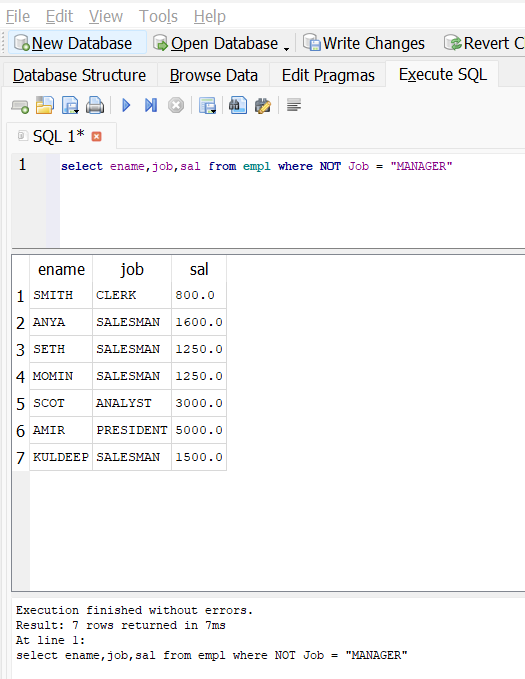 File Edit View Tools Help
New Database Open Database Write Changes Revert C
Database Structure Browse Data Edit Pragmas Execute SQL
SQL 1*
1 select ename,job,sal from empl where NOT Job = "MANAGER"
ename job sal
1 SMITH CLERK 800.0
2 ANYA SALESMAN 1600.0
3 SETH SALESMAN 1250.0
4 MOMIN SALESMAN 1250.0
5 SCOT ANALYST 3000.0
6 AMIR PRESIDENT 5000.0
7 KULDEEP SALESMAN 1500.0
Execution finished without errors.
Result: 7 rows returned in 7ms
At line 1:
select ename,job,sal from empl where NOT Job = "MANAGER"